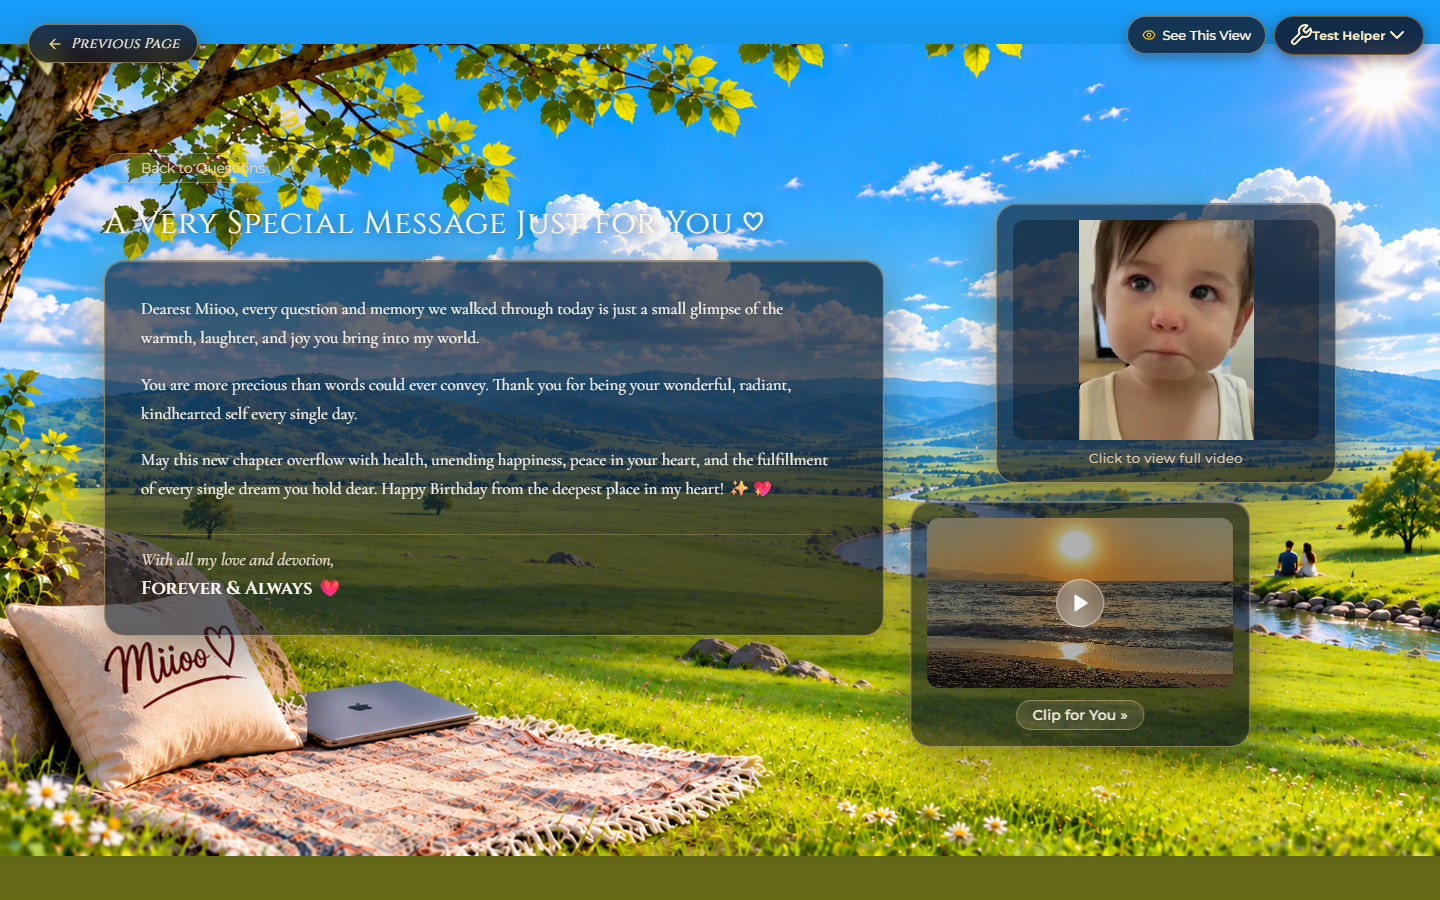 Previous Page
See This View
Test Helper
Back to Questions
A Very Special Message Just for You ♡
Dearest Miioo, every question and memory we walked through today is just a small glimpse of the
warmth, laughter, and joy you bring into my world.
You are more precious than words could ever convey. Thank you for being your wonderful, radiant,
kindhearted self every single day.
May this new chapter overflow with health, unending happiness, peace in your heart, and the fulfillment
of every single dream you hold dear. Happy Birthday from the deepest place in my heart! ✨💖
With all my love and devotion,
Forever & Always ❤️
Click to view full video
Clip for You »
Miioo♡